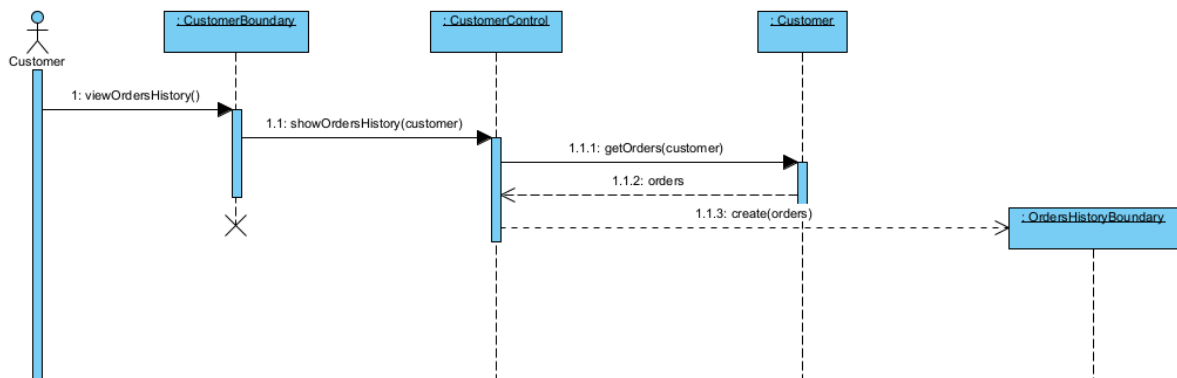 : CustomerBoundary
: CustomerControl
: Customer
Customer
1: viewOrdersHistory()
1.1: showOrdersHistory(customer)
1.1.1: getOrders(customer)
1.1.2: orders
1.1.3: create(orders)
: OrdersHistoryBoundary